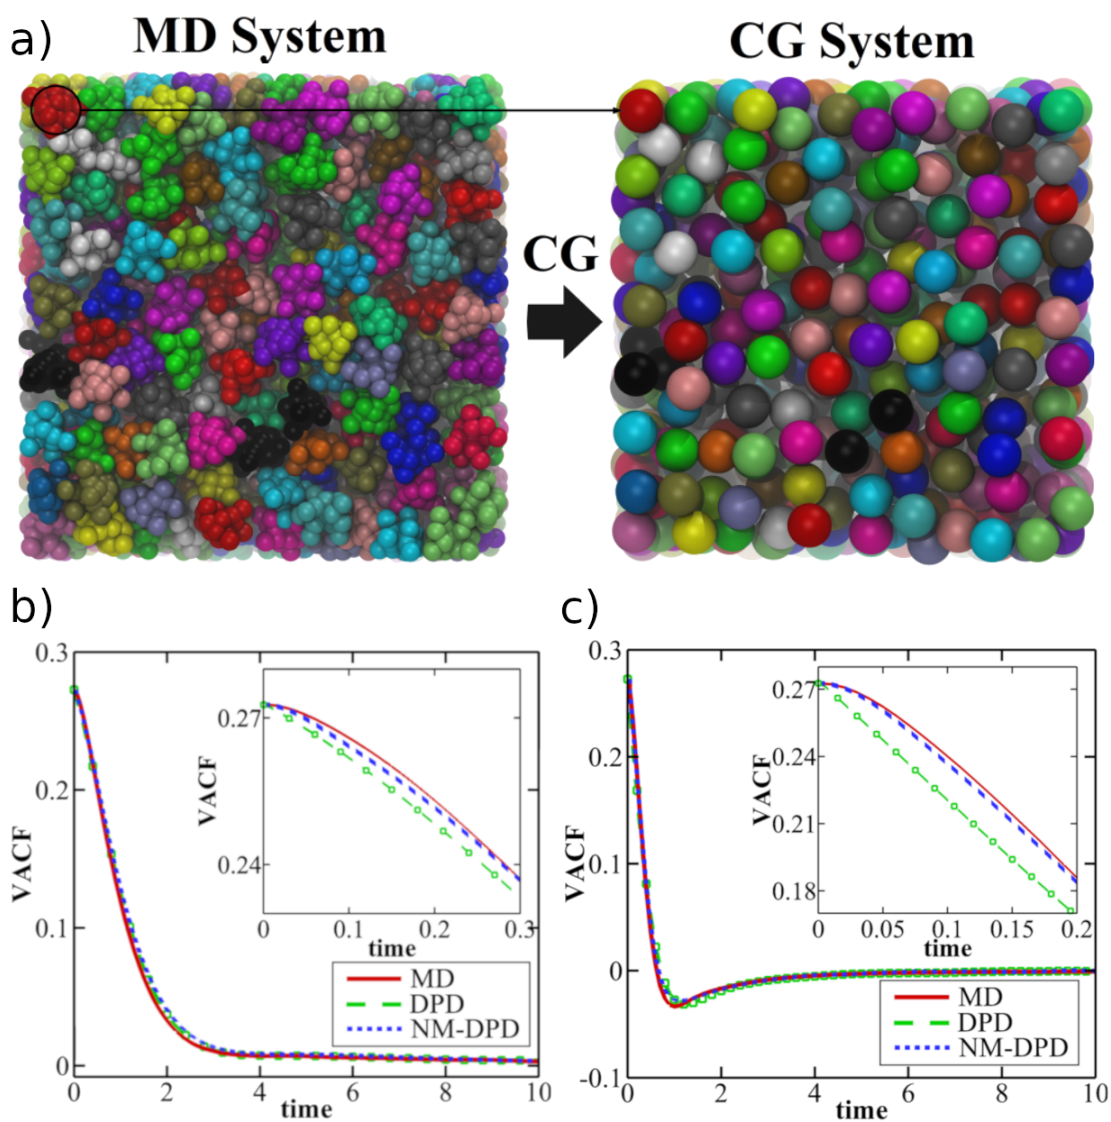 a)
MD System
CG System
CG
b)
0.3
0.2
0.1
0
VACF
0
2
4
6
8
10
time
0.27
0.24
VACF
0
0.1
0.2
0.3
time
MD
DPD
NM-DPD
c)
0.3
0.2
0.1
0
-0.1
VACF
0
2
4
6
8
10
time
0.27
0.24
0.21
0.18
VACF
0
0.05
0.1
0.15
0.2
time
MD
DPD
NM-DPD